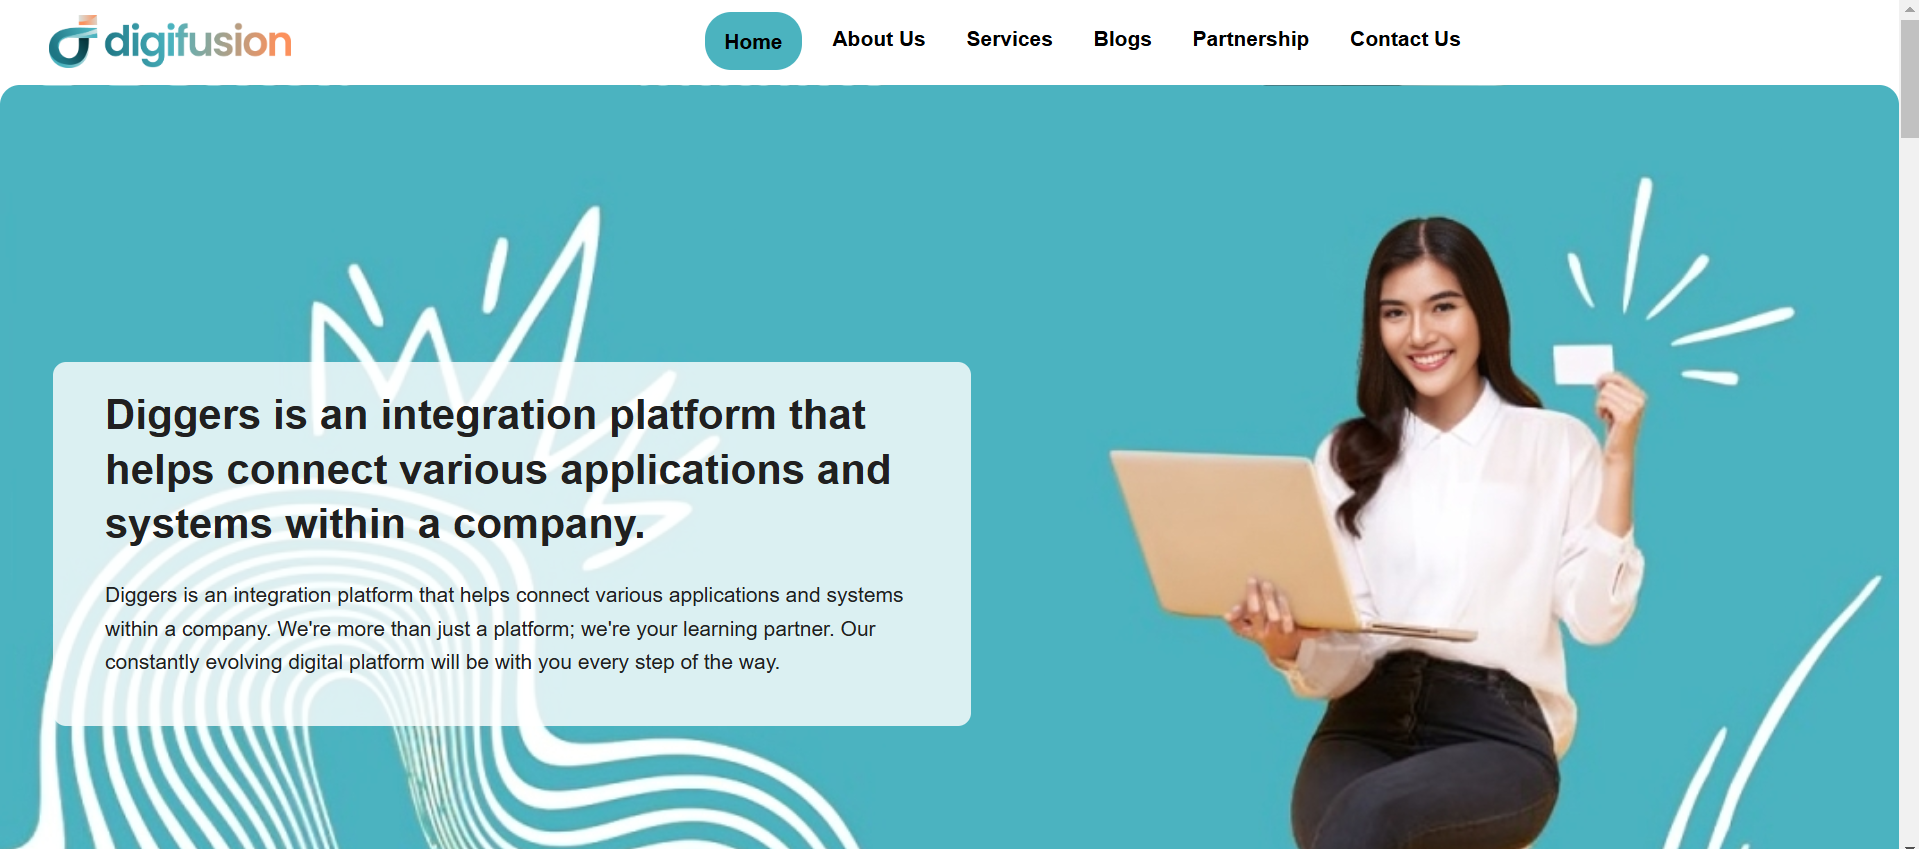 digifusion
Home About Us Services Blogs Partnership Contact Us
Diggers is an integration platform that
helps connect various applications and
systems within a company.
Diggers is an integration platform that helps connect various applications and systems
within a company. We're more than just a platform; we're your learning partner. Our
constantly evolving digital platform will be with you every step of the way.